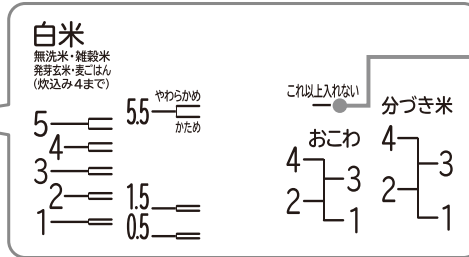 白米
無洗米・雑穀米
発芽玄米・麦ごはん
(炊込み4まで)
5
4
3
2
1
やわらかめ
5.5
かため
1.5
0.5
これ以上入れない
おこわ
4
3
2
1
分づき米
4
3
2
1